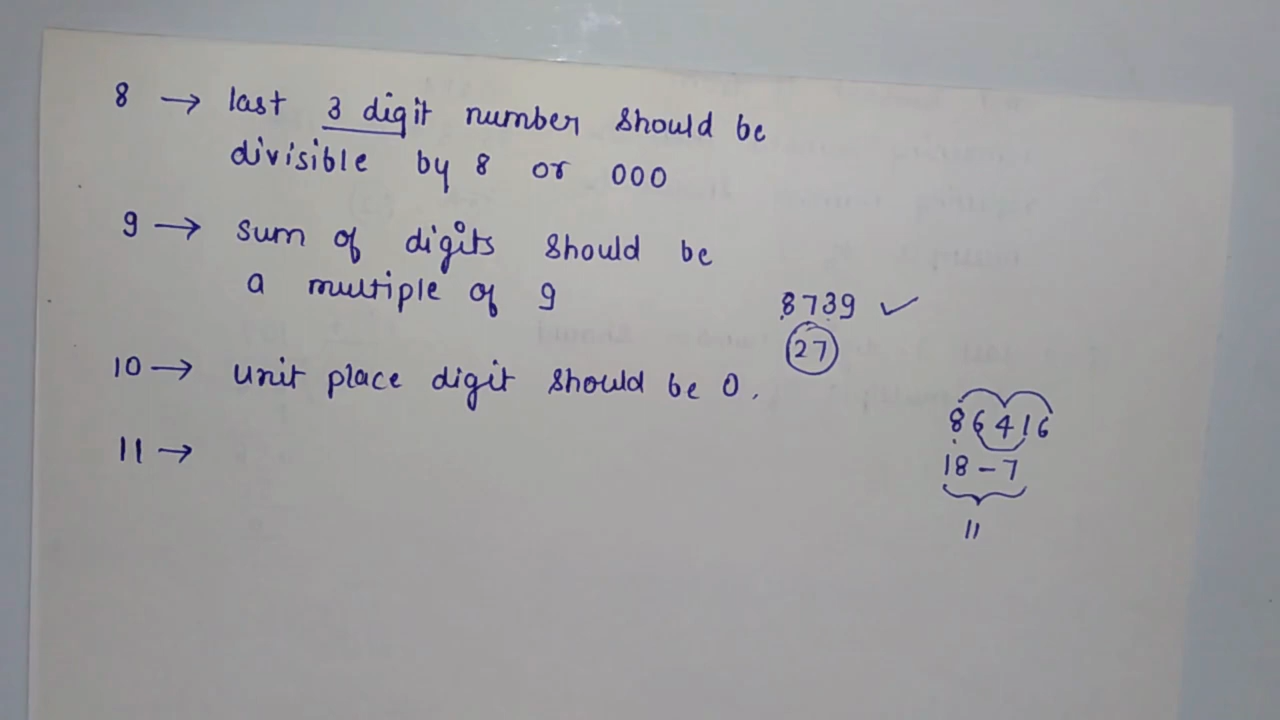 8 → last 3 digit number should be
divisible by 8 or 000
9 → sum of digits should be
a multiple of 9
8739 ✓
27
10 → unit place digit should be 0.
11 →
86416
18 - 7
11